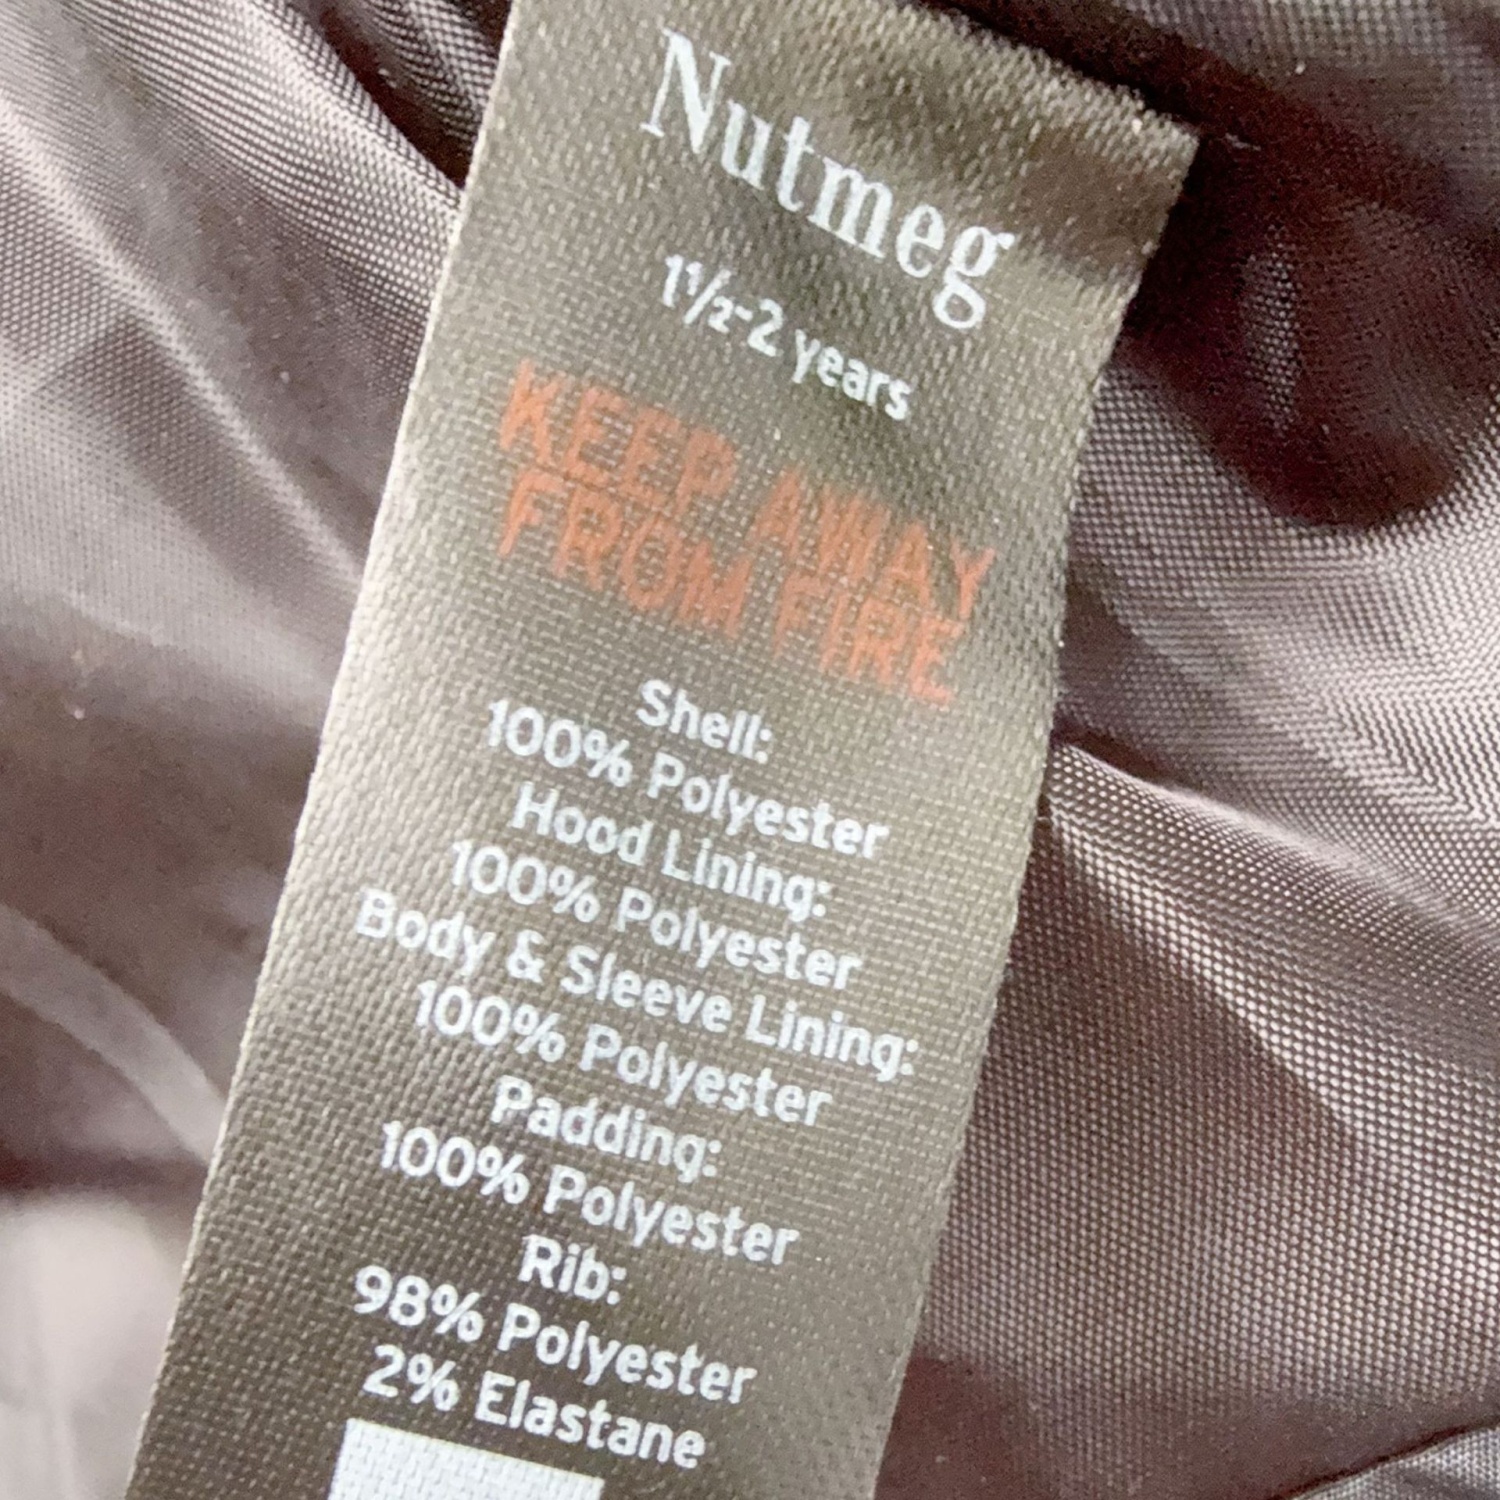 Nutmeg
1½-2 years
KEEP AWAY
FROM FIRE
Shell:
100% Polyester
Hood Lining:
100% Polyester
Body & Sleeve Lining:
100% Polyester
Padding:
100% Polyester
Rib:
98% Polyester
2% Elastane